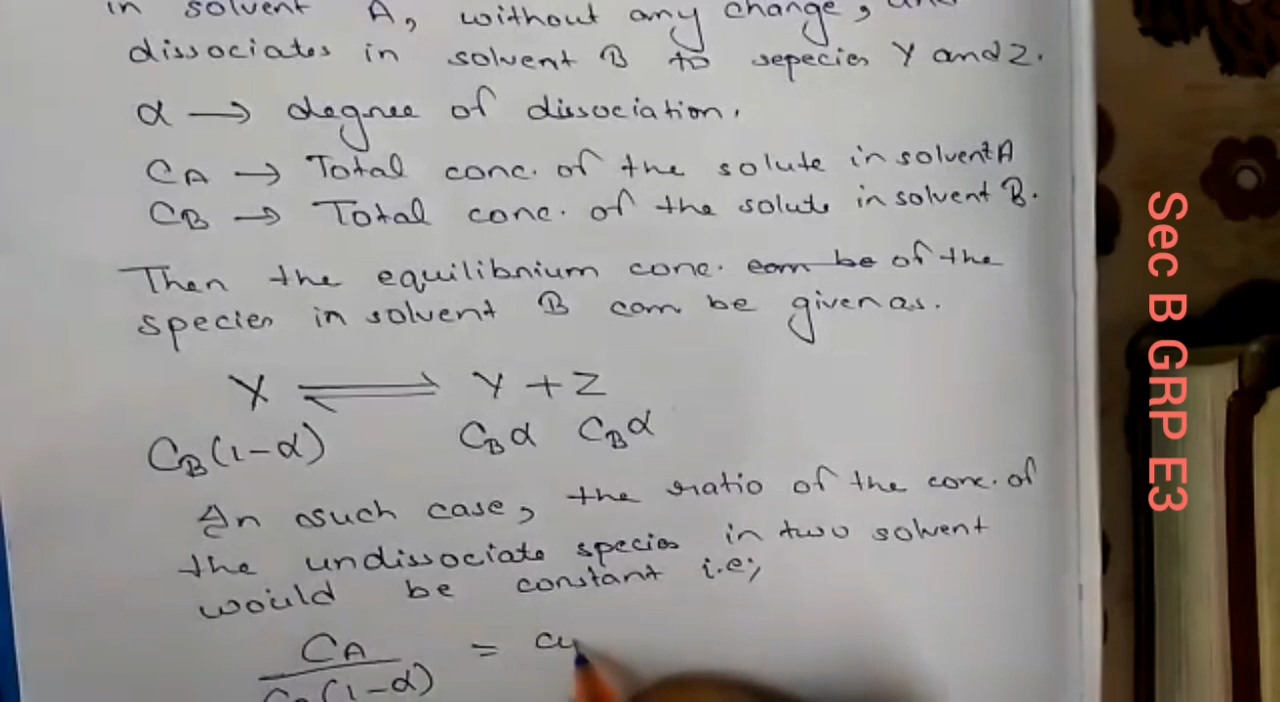 in solvent A, without any change, and
dissociates in solvent B to sepecies Y and Z.
α → degree of dissociation.
CA → Total conc. of the solute in solvent A
CB → Total conc. of the solute in solvent B.
Then the equilibrium conc. can be of the
species in solvent B can be given as.
X ⇌ Y + Z
CB(1-α) CBα CBα
In such case, the ratio of the conc. of
the undissociate species in two solvent
would be constant i.e;
CA
=
CB(1-α)
Sec B GRP E3